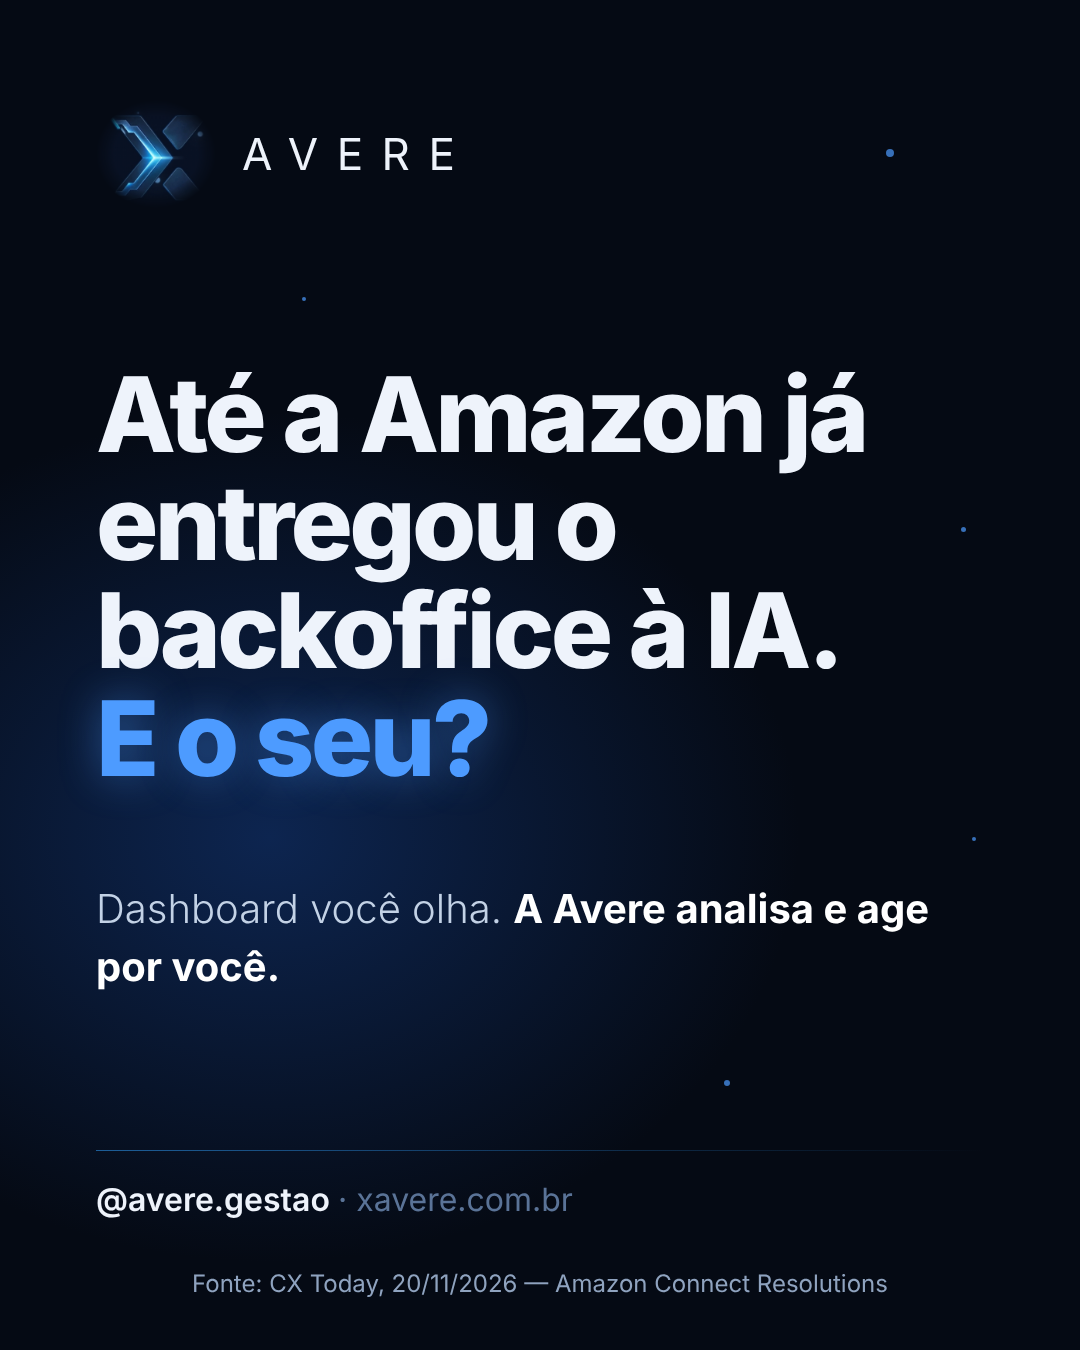 AVERE
Até a Amazon já
entregou o
backoffice à IA.
E o seu?
Dashboard você olha. A Avere analisa e age
por você.
@avere.gestao · xavere.com.br
Fonte: CX Today, 20/11/2026 — Amazon Connect Resolutions